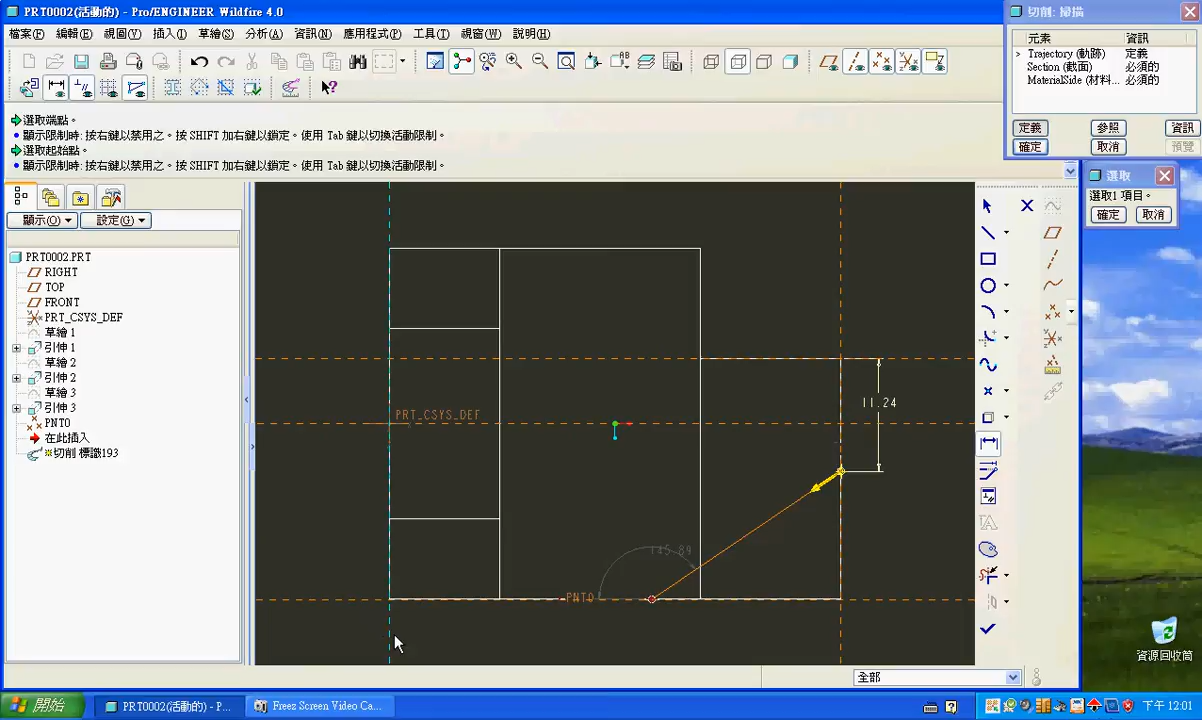 PRT0002(活動的) - Pro/ENGINEER Wildfire 4.0
檔案(F) 編輯(E) 視圖(V) 插入(I) 草繪(S) 分析(A) 資訊(N) 應用程式(P) 工具(T) 視窗(W) 說明(H)
選取端點。
顯示限制時: 按右鍵以禁用之。按 SHIFT 加右鍵以鎖定。使用 Tab 鍵以切換活動限制。
選取起始點。
顯示限制時: 按右鍵以禁用之。按 SHIFT 加右鍵以鎖定。使用 Tab 鍵以切換活動限制。
顯示(O) 設定(G)
PRT0002.PRT
RIGHT
TOP
FRONT
PRT_CSYS_DEF
草繪 1
引伸 1
草繪 2
引伸 2
草繪 3
引伸 3
PNT0
在此插入
切削 標識193
PRT_CSYS_DEF
11.24
145.89
PNT0
切削: 掃描
元素 資訊
> Trajectory (軌跡) 定義
Section (截面) 必須的
MaterialSide (材料... 必須的
定義 參照 資訊
確定 取消 預覽
選取
選取1 項目。
確定 取消
資源回收筒
全部
開始 PRT0002(活動的) - P... Freez Screen Video Ca... 下午 12:01